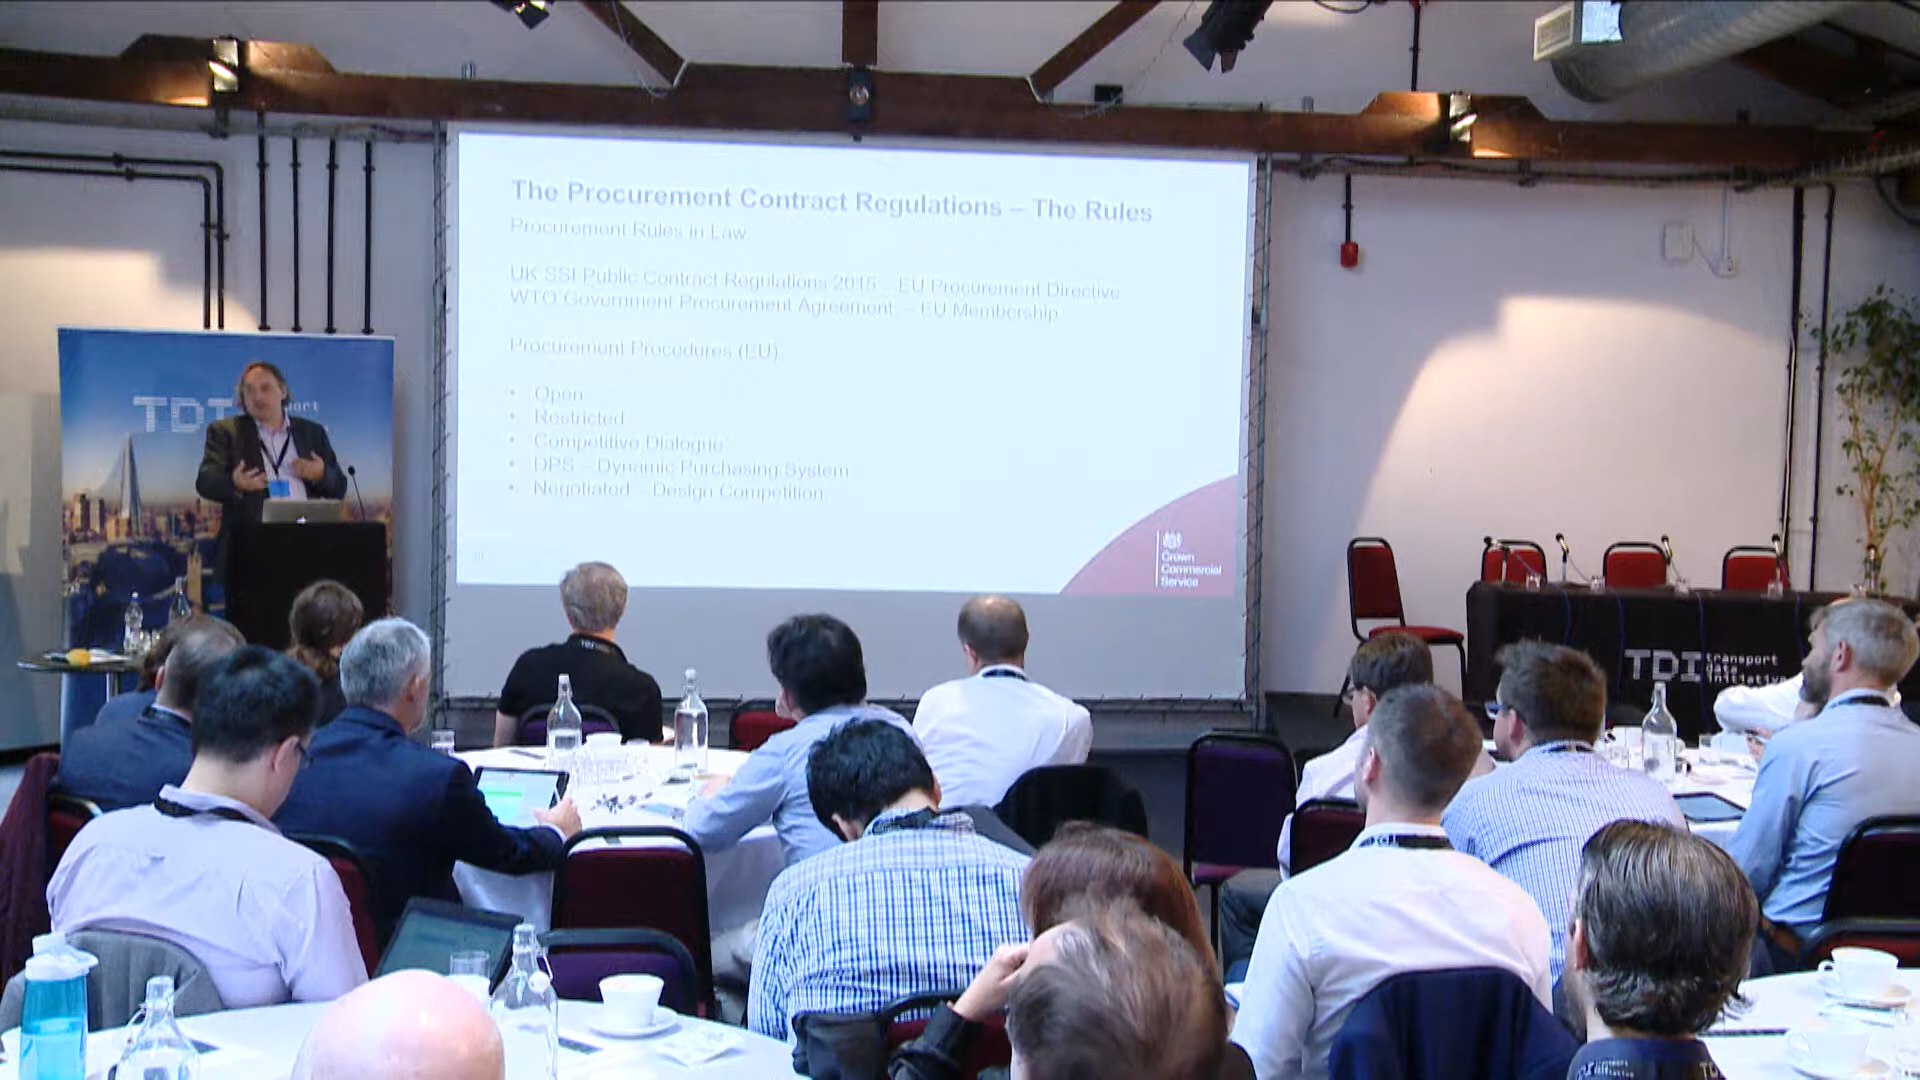 The Procurement Contract Regulations – The Rules
Procurement Rules in Law.
UK SSI Public Contract Regulations 2015 – EU Procurement Directive
WTO Government Procurement Agreement. – EU Membership
Procurement Procedures (EU)
• Open
• Restricted
• Competitive Dialogue
• DPS – Dynamic Purchasing System
• Negotiated – Design Competition.
Crown
Commercial
Service
TDI
TDI transport
data
initiative